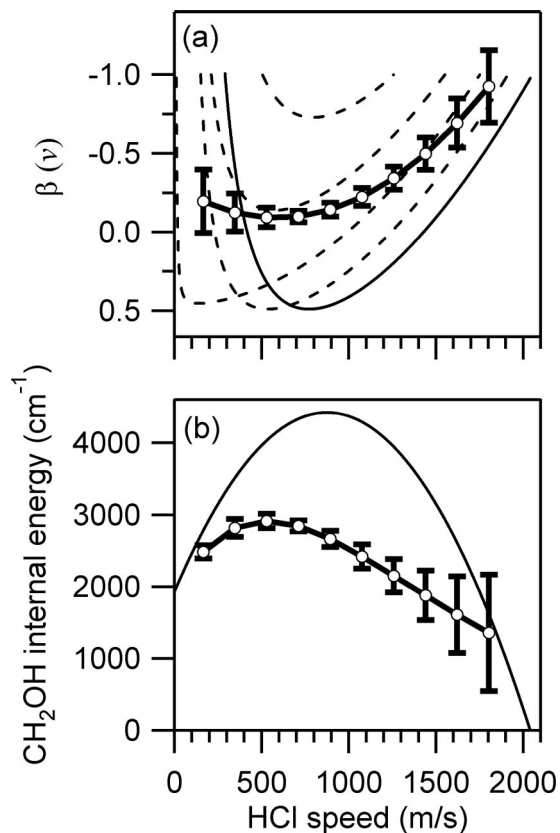 (a)
-1.0
-0.5
0.0
0.5
β (v)
(b)
4000
3000
2000
1000
0
CH₂OH internal energy (cm⁻¹)
0 500 1000 1500 2000
HCl speed (m/s)